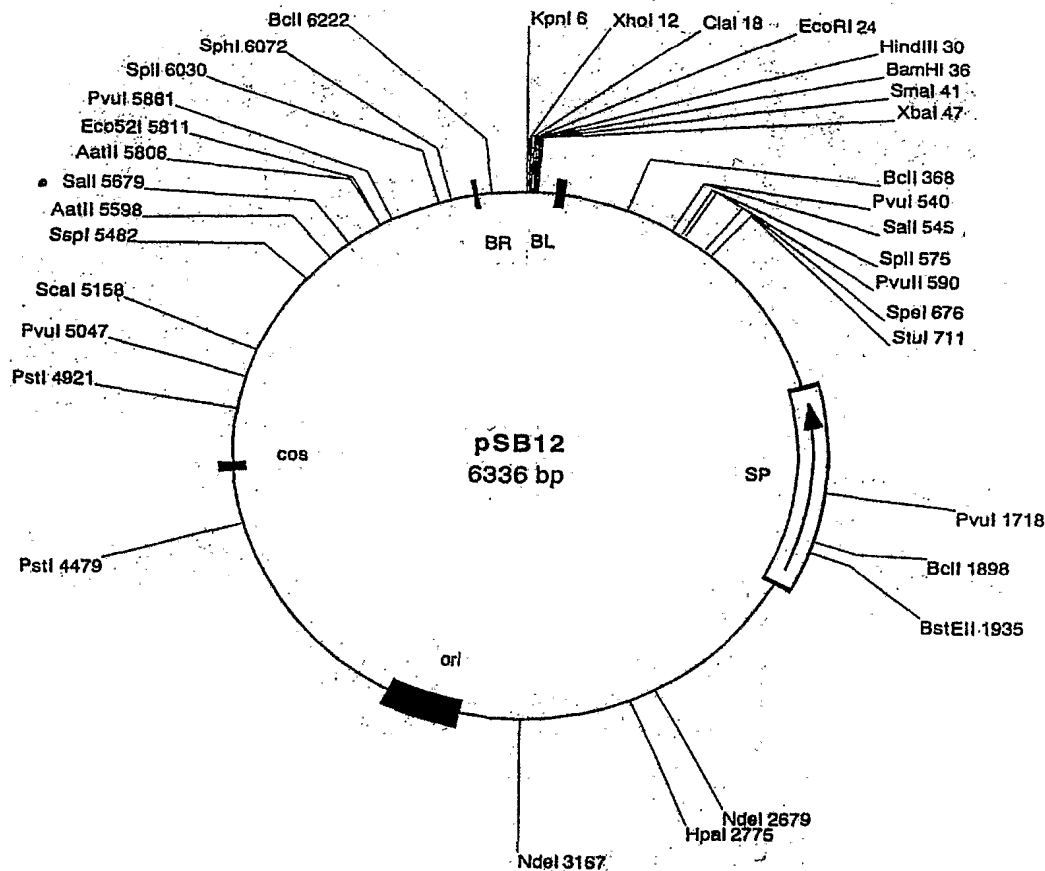 BclI 6222
SphI 6072
SplI 6030
PvuI 5861
Eco52I 5811
AatII 5806
SalI 5679
AatII 5598
SspI 5482
ScaI 5158
PvuI 5047
PstI 4921
PstI 4479
KpnI 6
XhoI 12
ClaI 18
EcoRI 24
HindIII 30
BamHI 36
SmaI 41
XbaI 47
BclI 368
PvuI 540
SalI 545
SplI 575
PvuII 590
SpeI 676
StuI 711
BR
BL
cos
pSB12
6336 bp
SP
PvuI 1718
BclI 1898
BstEII 1935
ori
NdeI 2679
HpaI 2775
NdeI 3167